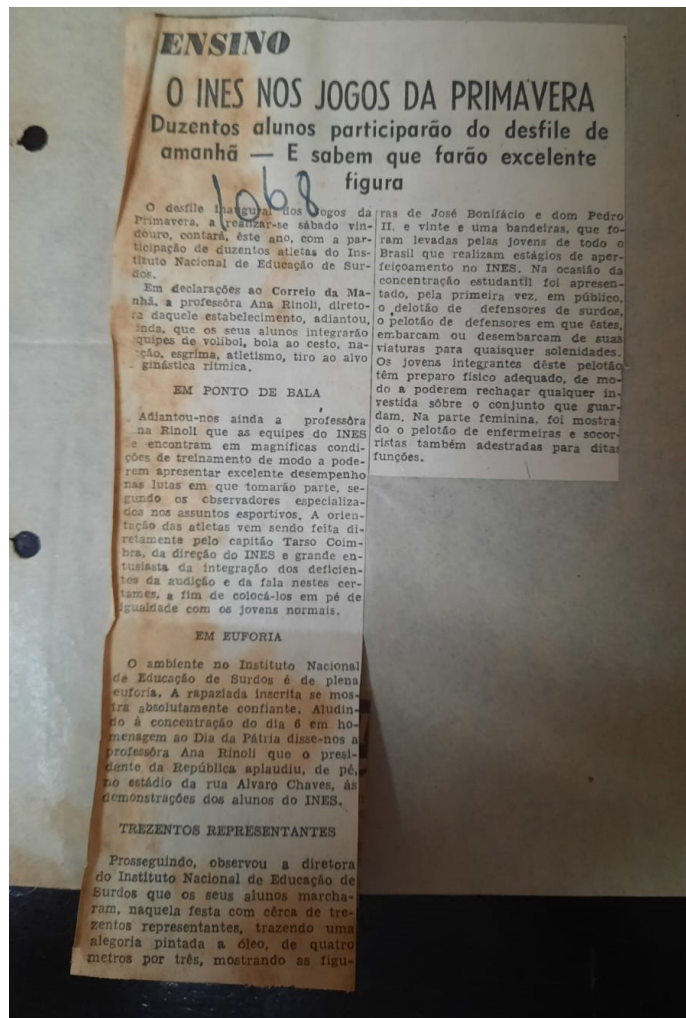 ENSINO
O INES NOS JOGOS DA PRIMAVERA
Duzentos alunos participarão do desfile de
amanhã — E sabem que farão excelente
figura
1068
O desfile inaugural dos Jogos da
Primavera, a realizar-se sábado vin-
douro, contará, êste ano, com a par-
ticipação de duzentos atletas do Ins-
tituto Nacional de Educação de Sur-
dos.
Em declarações ao Correio da Ma-
nhã, a professôra Ana Rinoli, direto-
ra daquele estabelecimento, adiantou,
inda, que os seus alunos integrarão
quipes de volibol, bola ao cesto, na-
ção, esgrima, atletismo, tiro ao alvo
ginástica rítmica.
EM PONTO DE BALA
Adiantou-nos ainda a professôra
na Rinoli que as equipes do INES
e encontram em magníficas condi-
ções de treinamento de modo a pode-
rem apresentar excelente desempenho
nas lutas em que tomarão parte, se-
gundo os observadores especializa-
dos nos assuntos esportivos. A orien-
tação das atletas vem sendo feita di-
retamente pelo capitão Tarso Coim-
bra, da direção do INES e grande en-
tusiasta da integração dos deficien-
tes da audição e da fala nestes cer-
tames, a fim de colocá-los em pé de
igualdade com os jovens normais.
EM EUFORIA
O ambiente no Instituto Nacional
de Educação de Surdos é de plena
euforia. A rapaziada inscrita se mos-
tra absolutamente confiante. Aludin-
do à concentração do dia 6 em ho-
menagem ao Dia da Pátria disse-nos a
professôra Ana Rinoli que o presi-
dente da República aplaudiu, de pé,
no estádio da rua Alvaro Chaves, às
demonstrações dos alunos do INES.
TREZENTOS REPRESENTANTES
Prosseguindo, observou a diretora
do Instituto Nacional de Educação de
Surdos que os seus alunos marcha-
ram, naquela festa com cêrca de tre-
zentos representantes, trazendo uma
alegoria pintada a óleo, de quatro
metros por três, mostrando as figu-
ras de José Bonifácio e dom Pedro
II, e vinte e uma bandeiras, que fo-
ram levadas pelas jovens de todo o
Brasil que realizam estágios de aper-
feiçoamento no INES. Na ocasião da
concentração estudantil foi apresen-
tado, pela primeira vez, em público,
o delotão de defensores de surdos,
o pelotão de defensores em que êstes,
embarcam ou desembarcam de suas
viaturas para quaisquer solenidades.
Os jovens integrantes dêste pelotão
têm preparo físico adequado, de mo-
do a poderem rechaçar qualquer in-
vestida sôbre o conjunto que guar-
dam. Na parte feminina, foi mostra-
do o pelotão de enfermeiras e socor-
ristas também adestradas para ditas
funções.